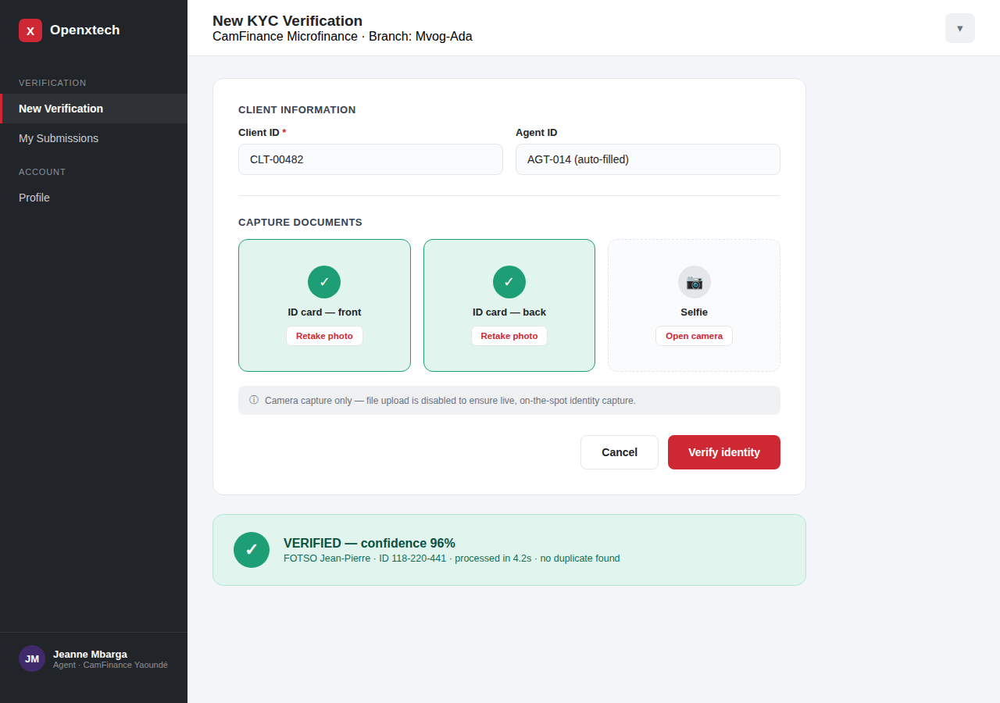 X Openxtech
VERIFICATION
New Verification
My Submissions
ACCOUNT
Profile
JM
Jeanne Mbarga
Agent · CamFinance Yaoundé
New KYC Verification
CamFinance Microfinance · Branch: Mvog-Ada
▼
CLIENT INFORMATION
Client ID *
CLT-00482
Agent ID
AGT-014 (auto-filled)
CAPTURE DOCUMENTS
✓
ID card — front
Retake photo
✓
ID card — back
Retake photo
📷
Selfie
Open camera
ⓘ Camera capture only — file upload is disabled to ensure live, on-the-spot identity capture.
Cancel
Verify identity
✓
VERIFIED — confidence 96%
FOTSO Jean-Pierre · ID 118-220-441 · processed in 4.2s · no duplicate found